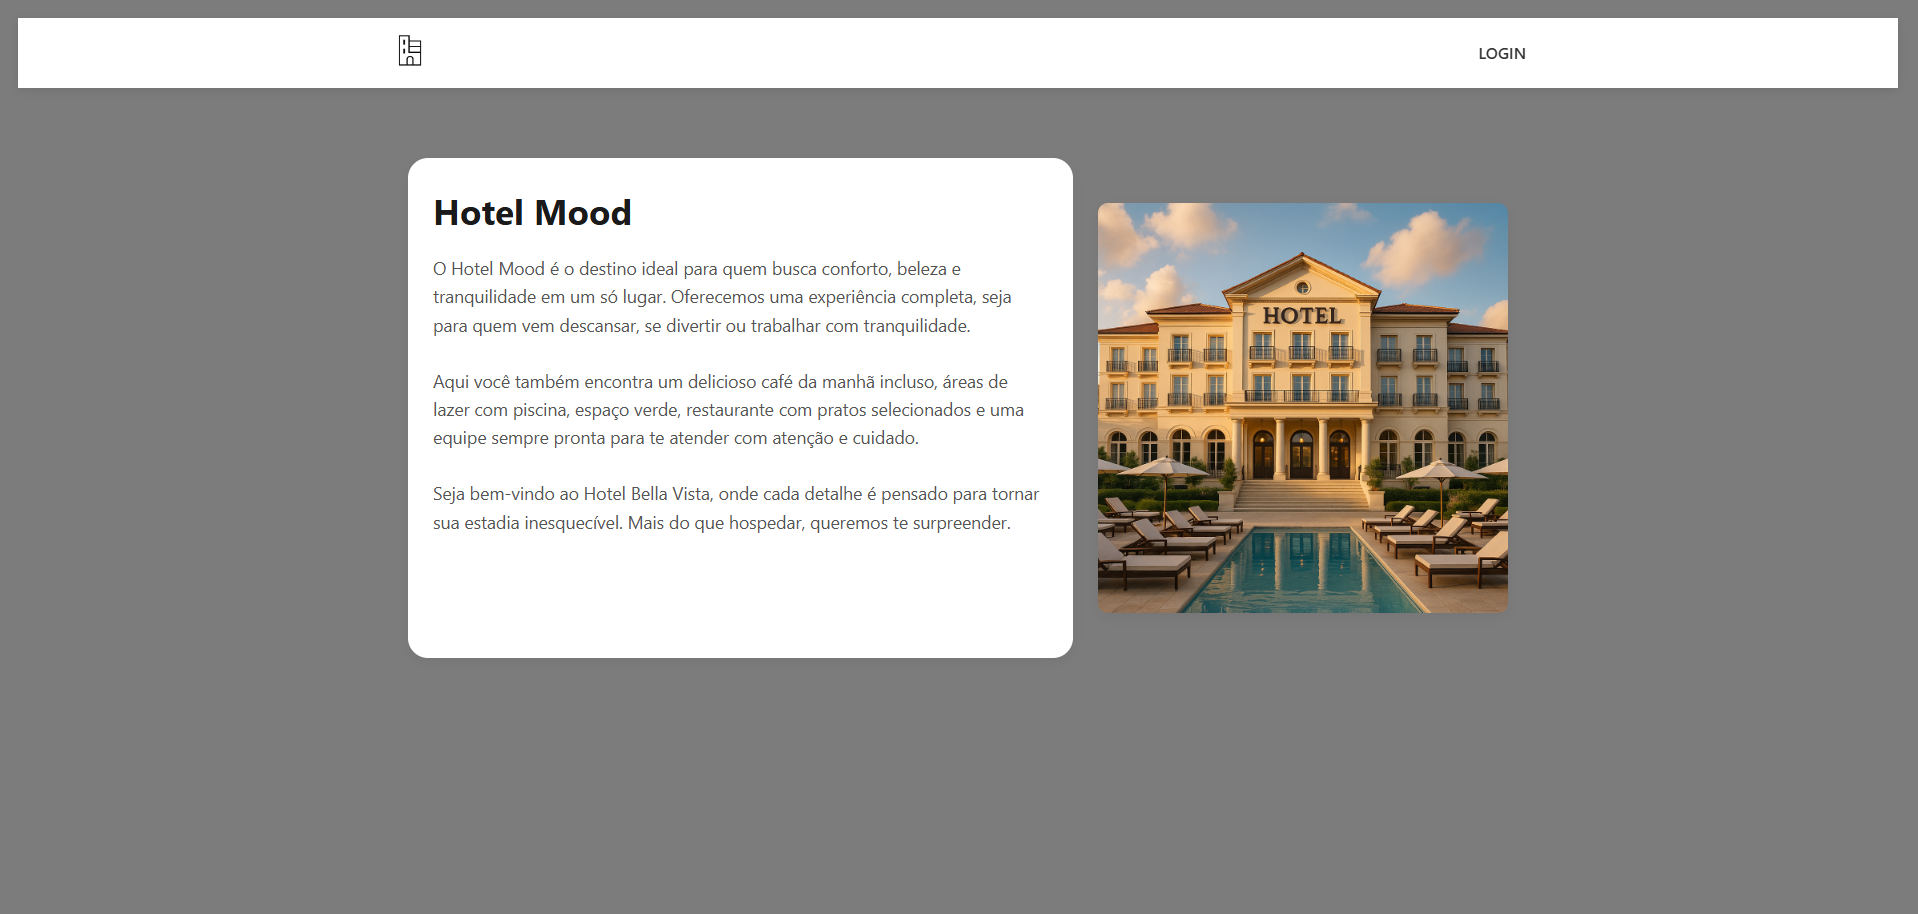 LOGIN
Hotel Mood
O Hotel Mood é o destino ideal para quem busca conforto, beleza e
tranquilidade em um só lugar. Oferecemos uma experiência completa, seja
para quem vem descansar, se divertir ou trabalhar com tranquilidade.
Aqui você também encontra um delicioso café da manhã incluso, áreas de
lazer com piscina, espaço verde, restaurante com pratos selecionados e uma
equipe sempre pronta para te atender com atenção e cuidado.
Seja bem-vindo ao Hotel Bella Vista, onde cada detalhe é pensado para tornar
sua estadia inesquecível. Mais do que hospedar, queremos te surpreender.
HOTEL